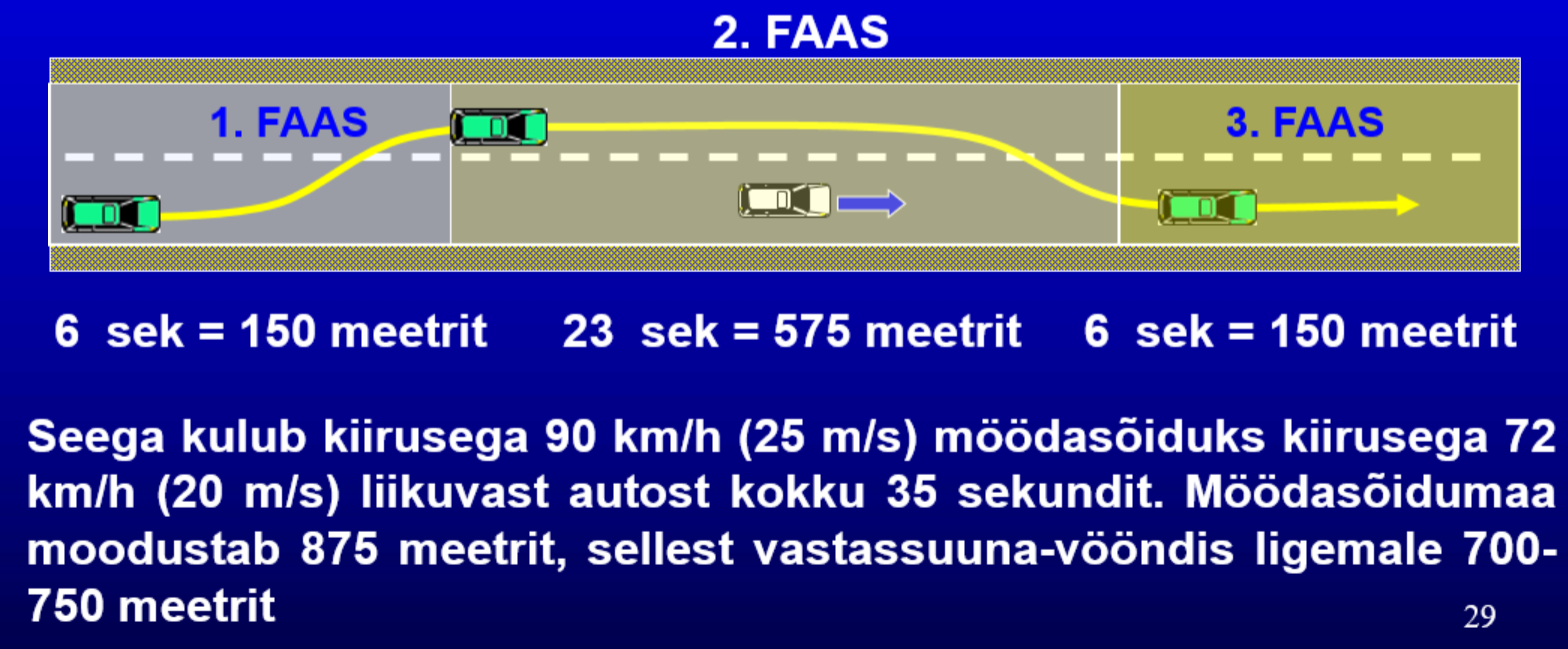 2. FAAS
1. FAAS
3. FAAS
6 sek = 150 meetrit
23 sek = 575 meetrit
6 sek = 150 meetrit
Seega kulub kiirusega 90 km/h (25 m/s) möödasõiduks kiirusega 72
km/h (20 m/s) liikuvast autost kokku 35 sekundit. Möödasõidumaa
moodustab 875 meetrit, sellest vastassuuna-vööndis ligemale 700-
750 meetrit
29